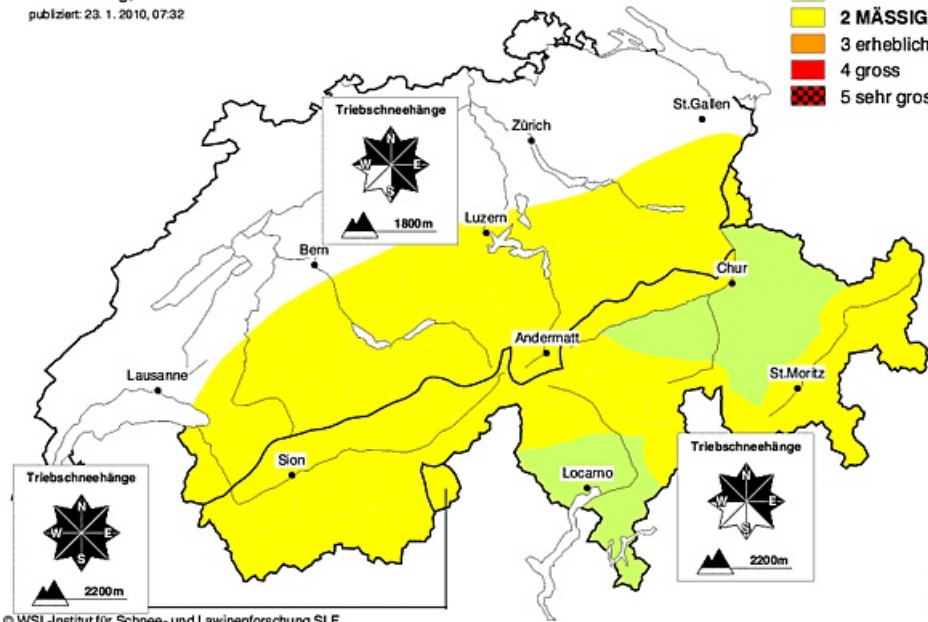 publiziert: 23. 1. 2010, 07:32
2 MÄSSIG
3 erheblich
4 gross
5 sehr gros
St.Gallen
Triebschneehänge
N
W E
S
1800m
Zürich
Luzern
Bern
Chur
Andermatt
Lausanne
St.Moritz
Sion
Locarno
Triebschneehänge
N
W E
S
2200m
Triebschneehänge
N
W E
S
2200m
© WSL-Institut für Schnee- und Lawinenforschung SLF